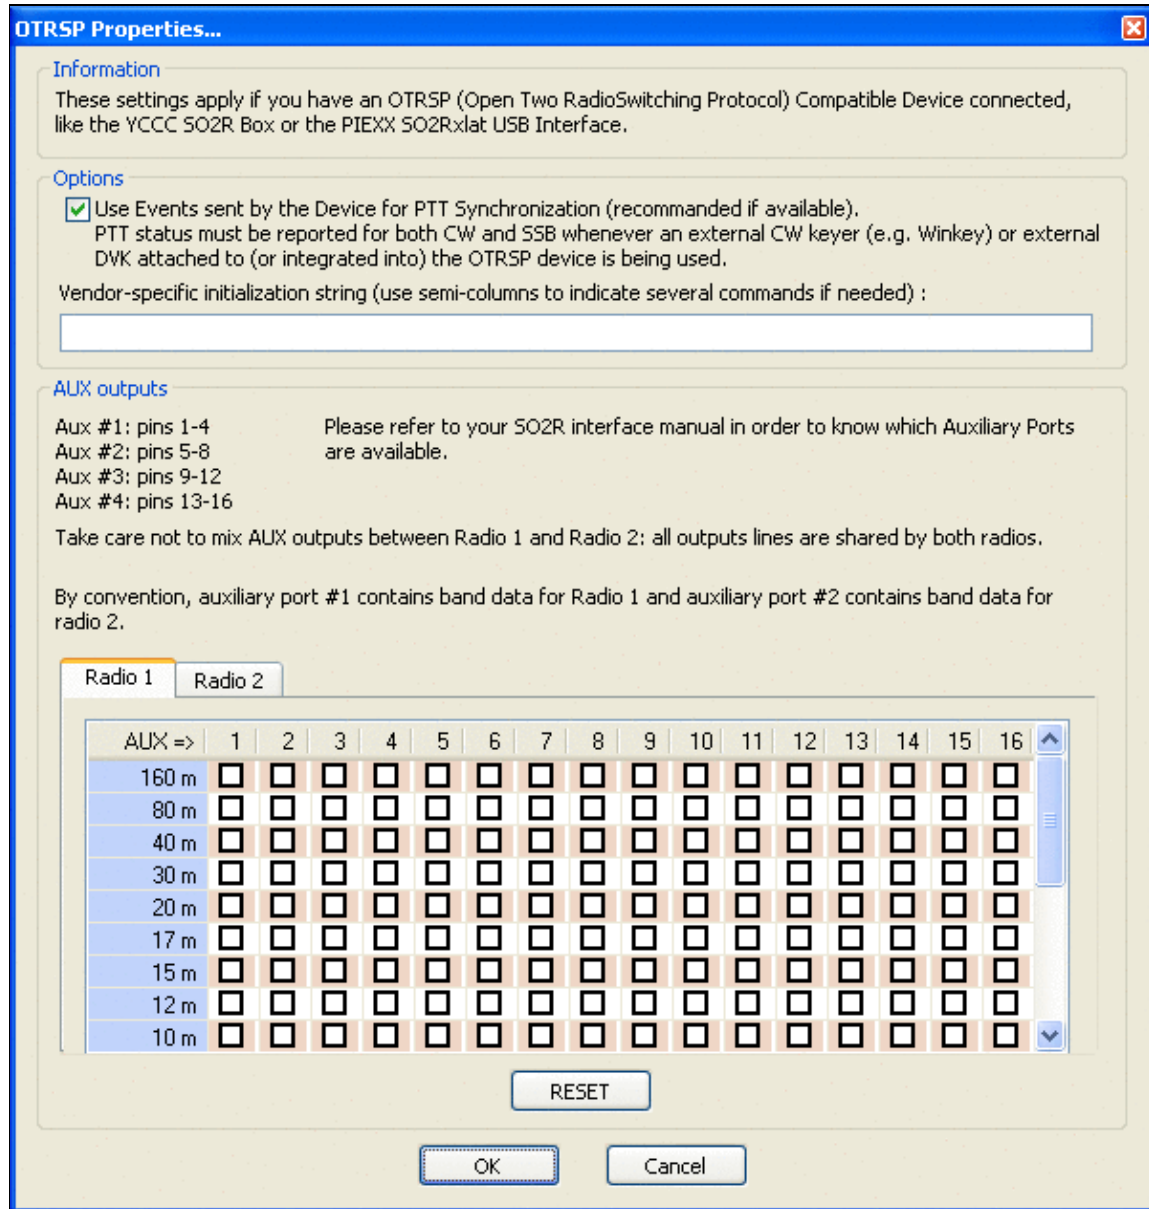 OTRSP Properties...
Information
These settings apply if you have an OTRSP (Open Two RadioSwitching Protocol) Compatible Device connected,
like the YCCC SO2R Box or the PIEXX SO2Rxlat USB Interface.
Options
Use Events sent by the Device for PTT Synchronization (recommanded if available).
PTT status must be reported for both CW and SSB whenever an external CW keyer (e.g. Winkey) or external
DVK attached to (or integrated into) the OTRSP device is being used.
Vendor-specific initialization string (use semi-columns to indicate several commands if needed) :
AUX outputs
Aux #1: pins 1-4
Aux #2: pins 5-8
Aux #3: pins 9-12
Aux #4: pins 13-16
Please refer to your SO2R interface manual in order to know which Auxiliary Ports
are available.
Take care not to mix AUX outputs between Radio 1 and Radio 2: all outputs lines are shared by both radios.
By convention, auxiliary port #1 contains band data for Radio 1 and auxiliary port #2 contains band data for
radio 2.
Radio 1 Radio 2
AUX => 1 2 3 4 5 6 7 8 9 10 11 12 13 14 15 16
160 m
80 m
40 m
30 m
20 m
17 m
15 m
12 m
10 m
RESET
OK Cancel